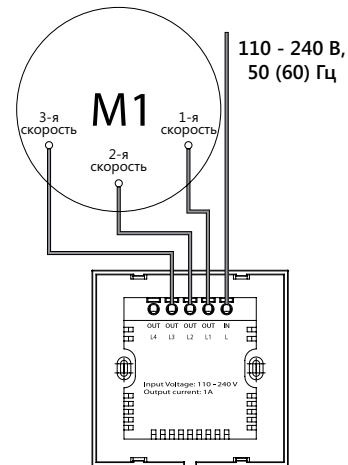 110 - 240 В,
50 (60) Гц
М1
3-я
скорость
1-я
скорость
2-я
скорость
OUT OUT OUT OUT IN
L4 L3 L2 L1 L
Input Voltage: 110 - 240 V
Output current: 1A